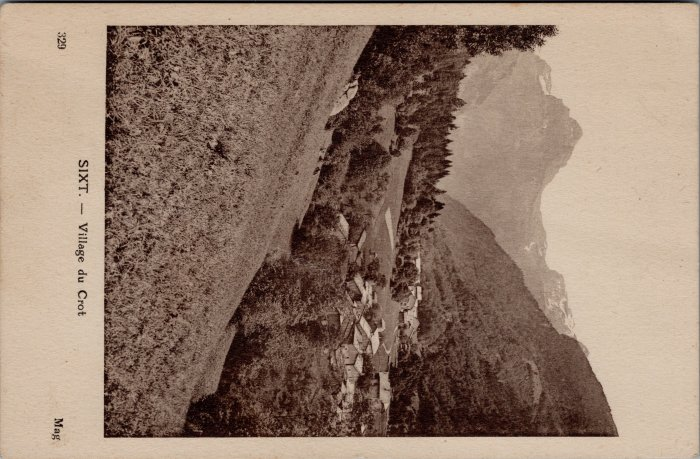 329 SIXT. — Village du Crot Mag